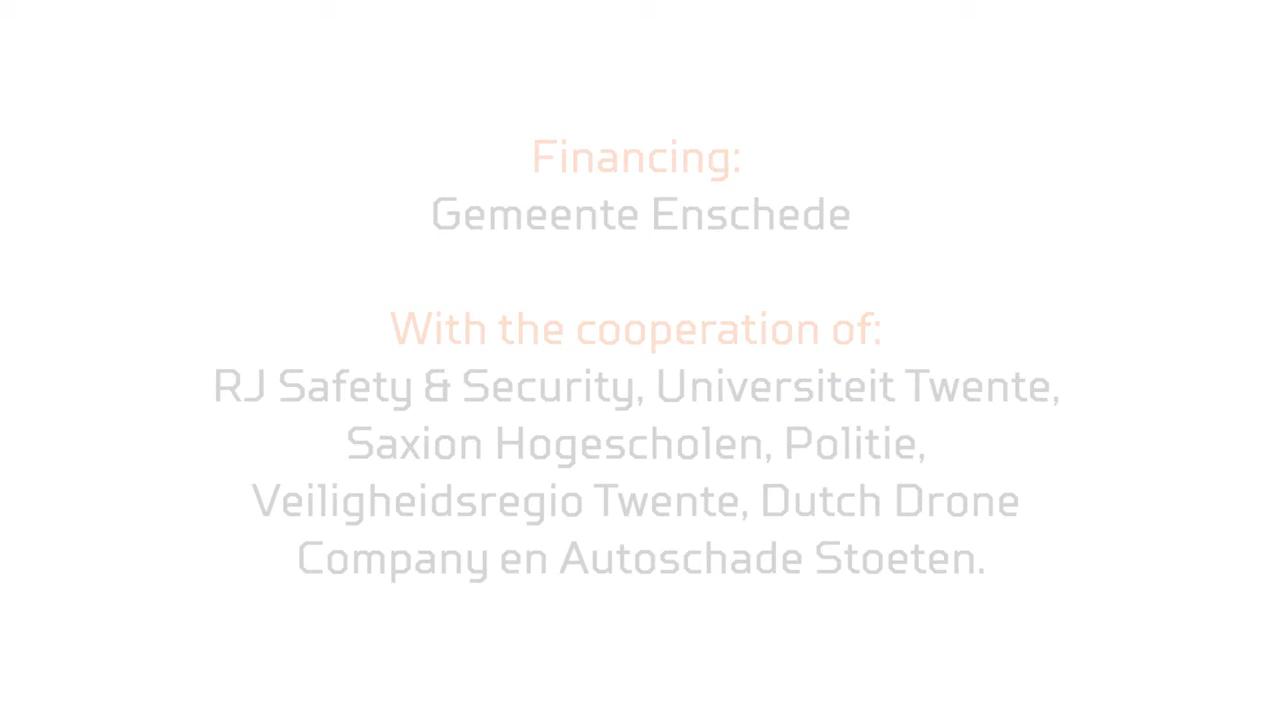 Financing:
Gemeente Enschede
With the cooperation of:
RJ Safety & Security, Universiteit Twente,
Saxion Hogescholen, Politie,
Veiligheidsregio Twente, Dutch Drone
Company en Autoschade Stoeten.